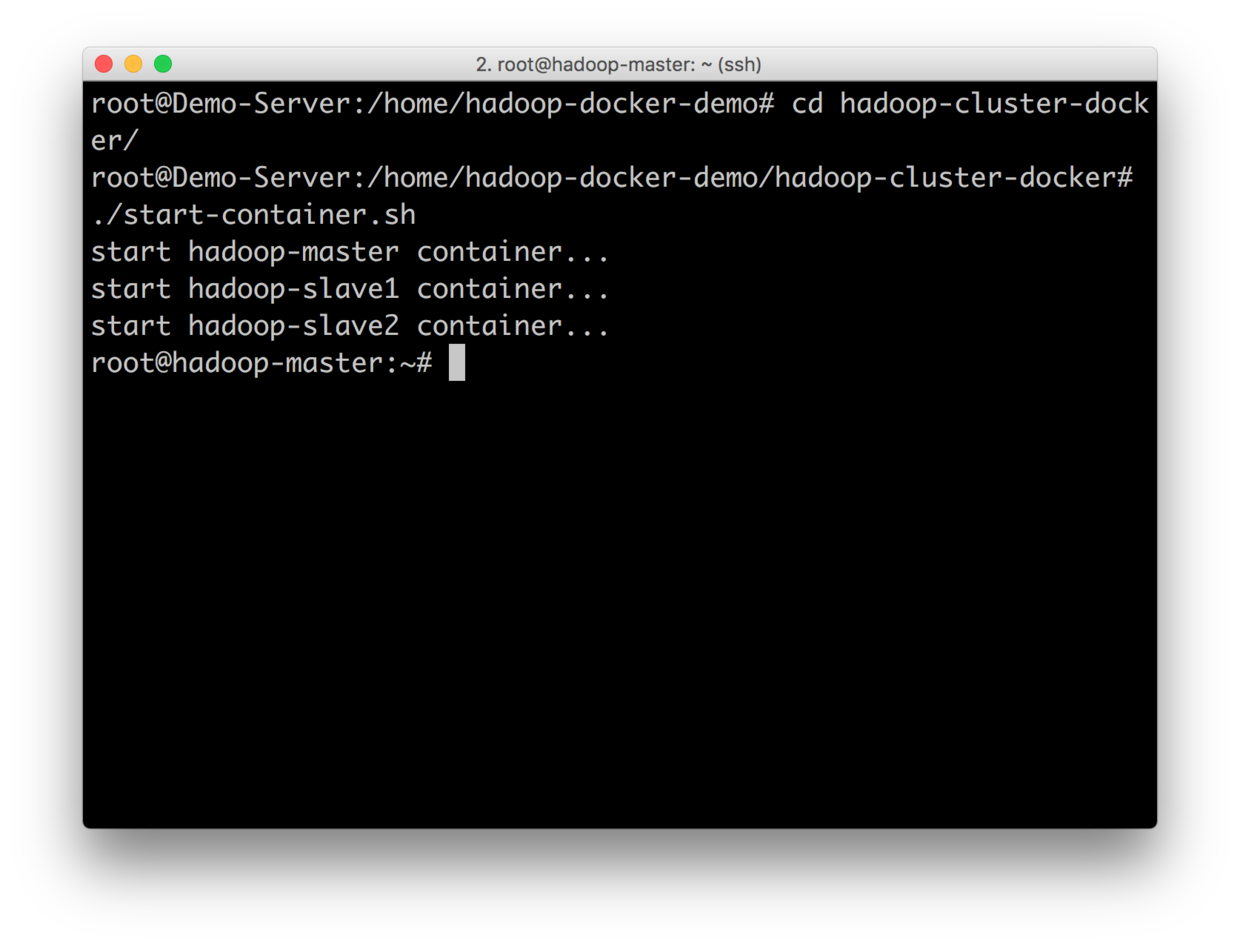 2. root@hadoop-master: ~ (ssh)
root@Demo-Server:/home/hadoop-docker-demo# cd hadoop-cluster-dock
er/
root@Demo-Server:/home/hadoop-docker-demo/hadoop-cluster-docker#
./start-container.sh
start hadoop-master container...
start hadoop-slave1 container...
start hadoop-slave2 container...
root@hadoop-master:~#